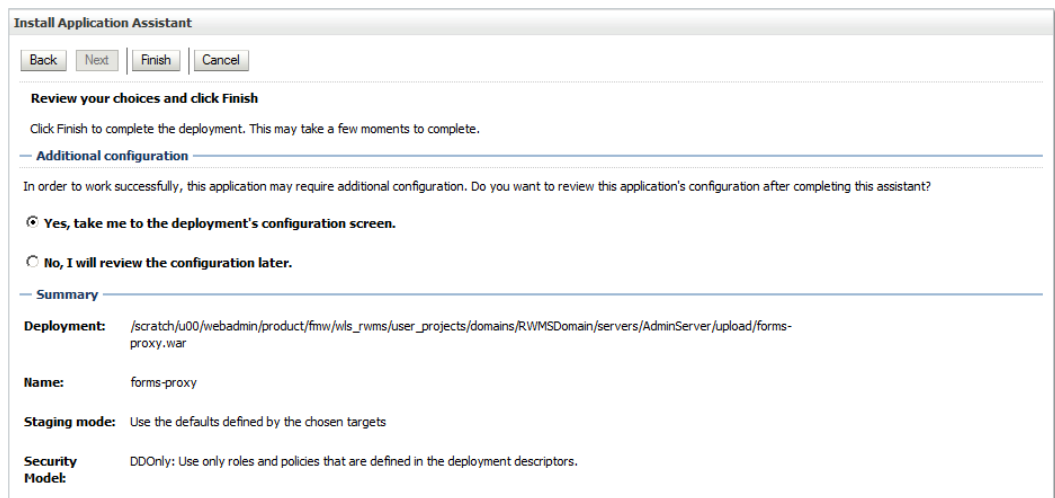 Install Application Assistant
Back Next Finish Cancel
Review your choices and click Finish
Click Finish to complete the deployment. This may take a few moments to complete.
Additional configuration
In order to work successfully, this application may require additional configuration. Do you want to review this application's configuration after completing this assistant?
Yes, take me to the deployment's configuration screen.
No, I will review the configuration later.
Summary
Deployment: /scratch/u00/webadmin/product/fmw/wls_rwms/user_projects/domains/RWMSDomain/servers/AdminServer/upload/forms-
proxy.war
Name: forms-proxy
Staging mode: Use the defaults defined by the chosen targets
Security DDOnly: Use only roles and policies that are defined in the deployment descriptors.
Model: